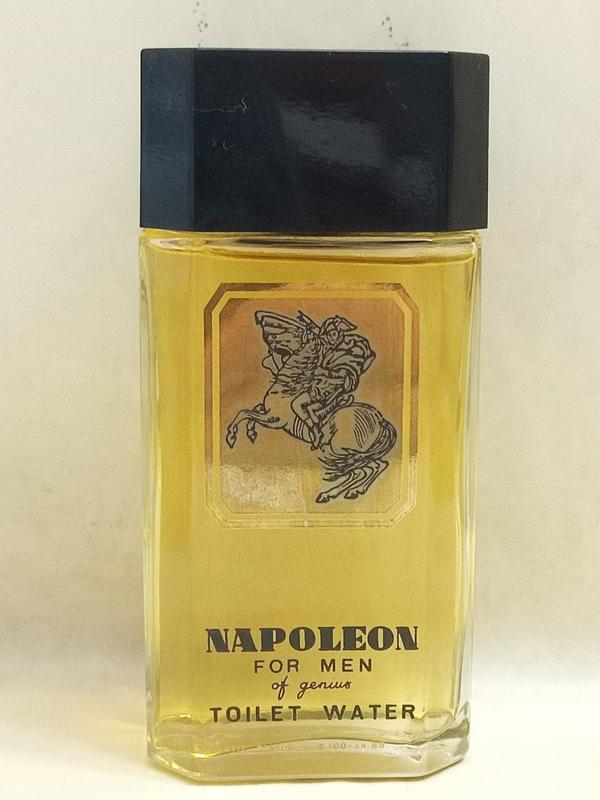 NAPOLEON
FOR MEN
of genius
TOILET WATER